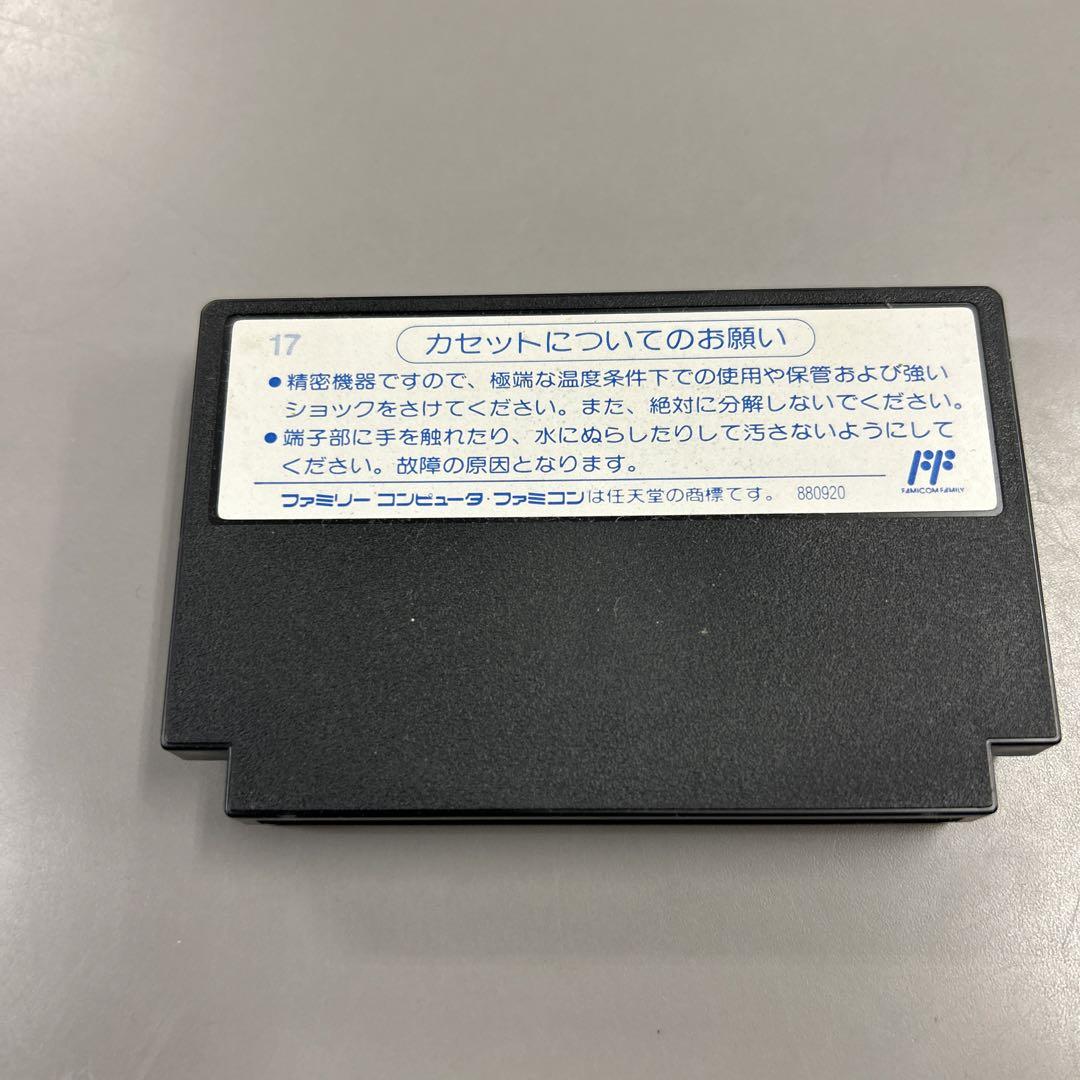 17
カセットについてのお願い
●精密機器ですので、極端な温度条件下での使用や保管および強い
ショックをさけてください。また、絶対に分解しないでください。
●端子部に手を触れたり、水にぬらしたりして汚さないようにして
ください。故障の原因となります。
FF
FAMICOM FAMILY
ファミリーコンピュータ・ファミコンは任天堂の商標です。 880920